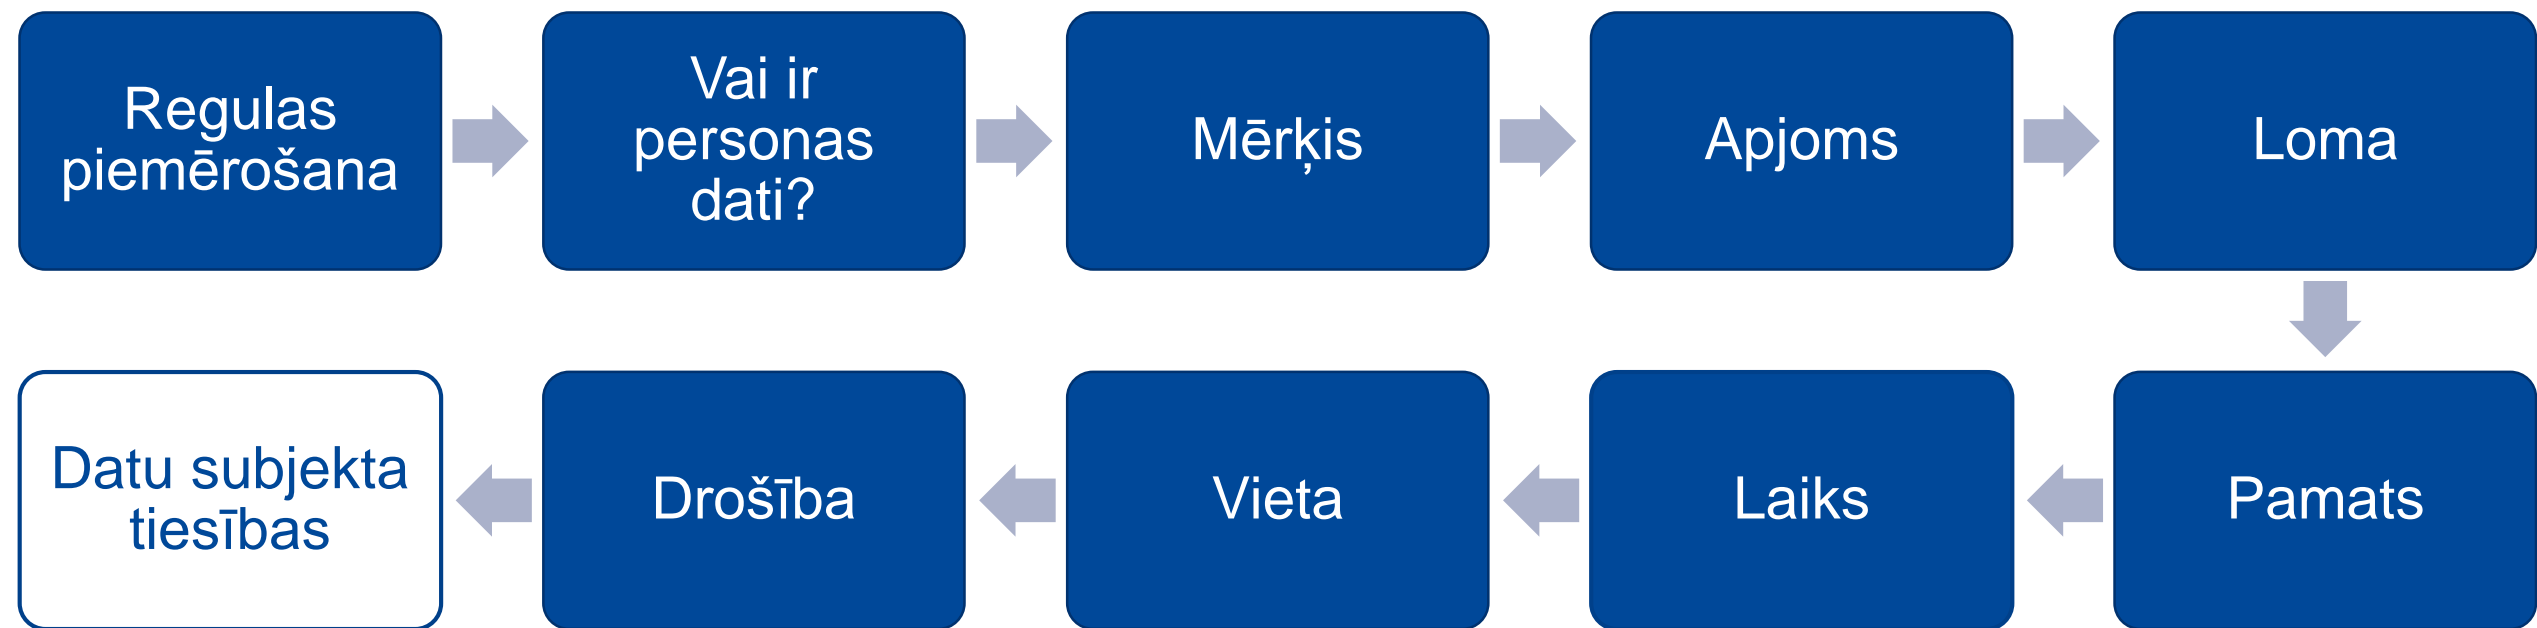 Regulas
piemērošana
Vai ir
personas
dati?
Mērķis
Apjoms
Loma
Pamats
Laiks
Vieta
Drošība
Datu subjekta
tiesības